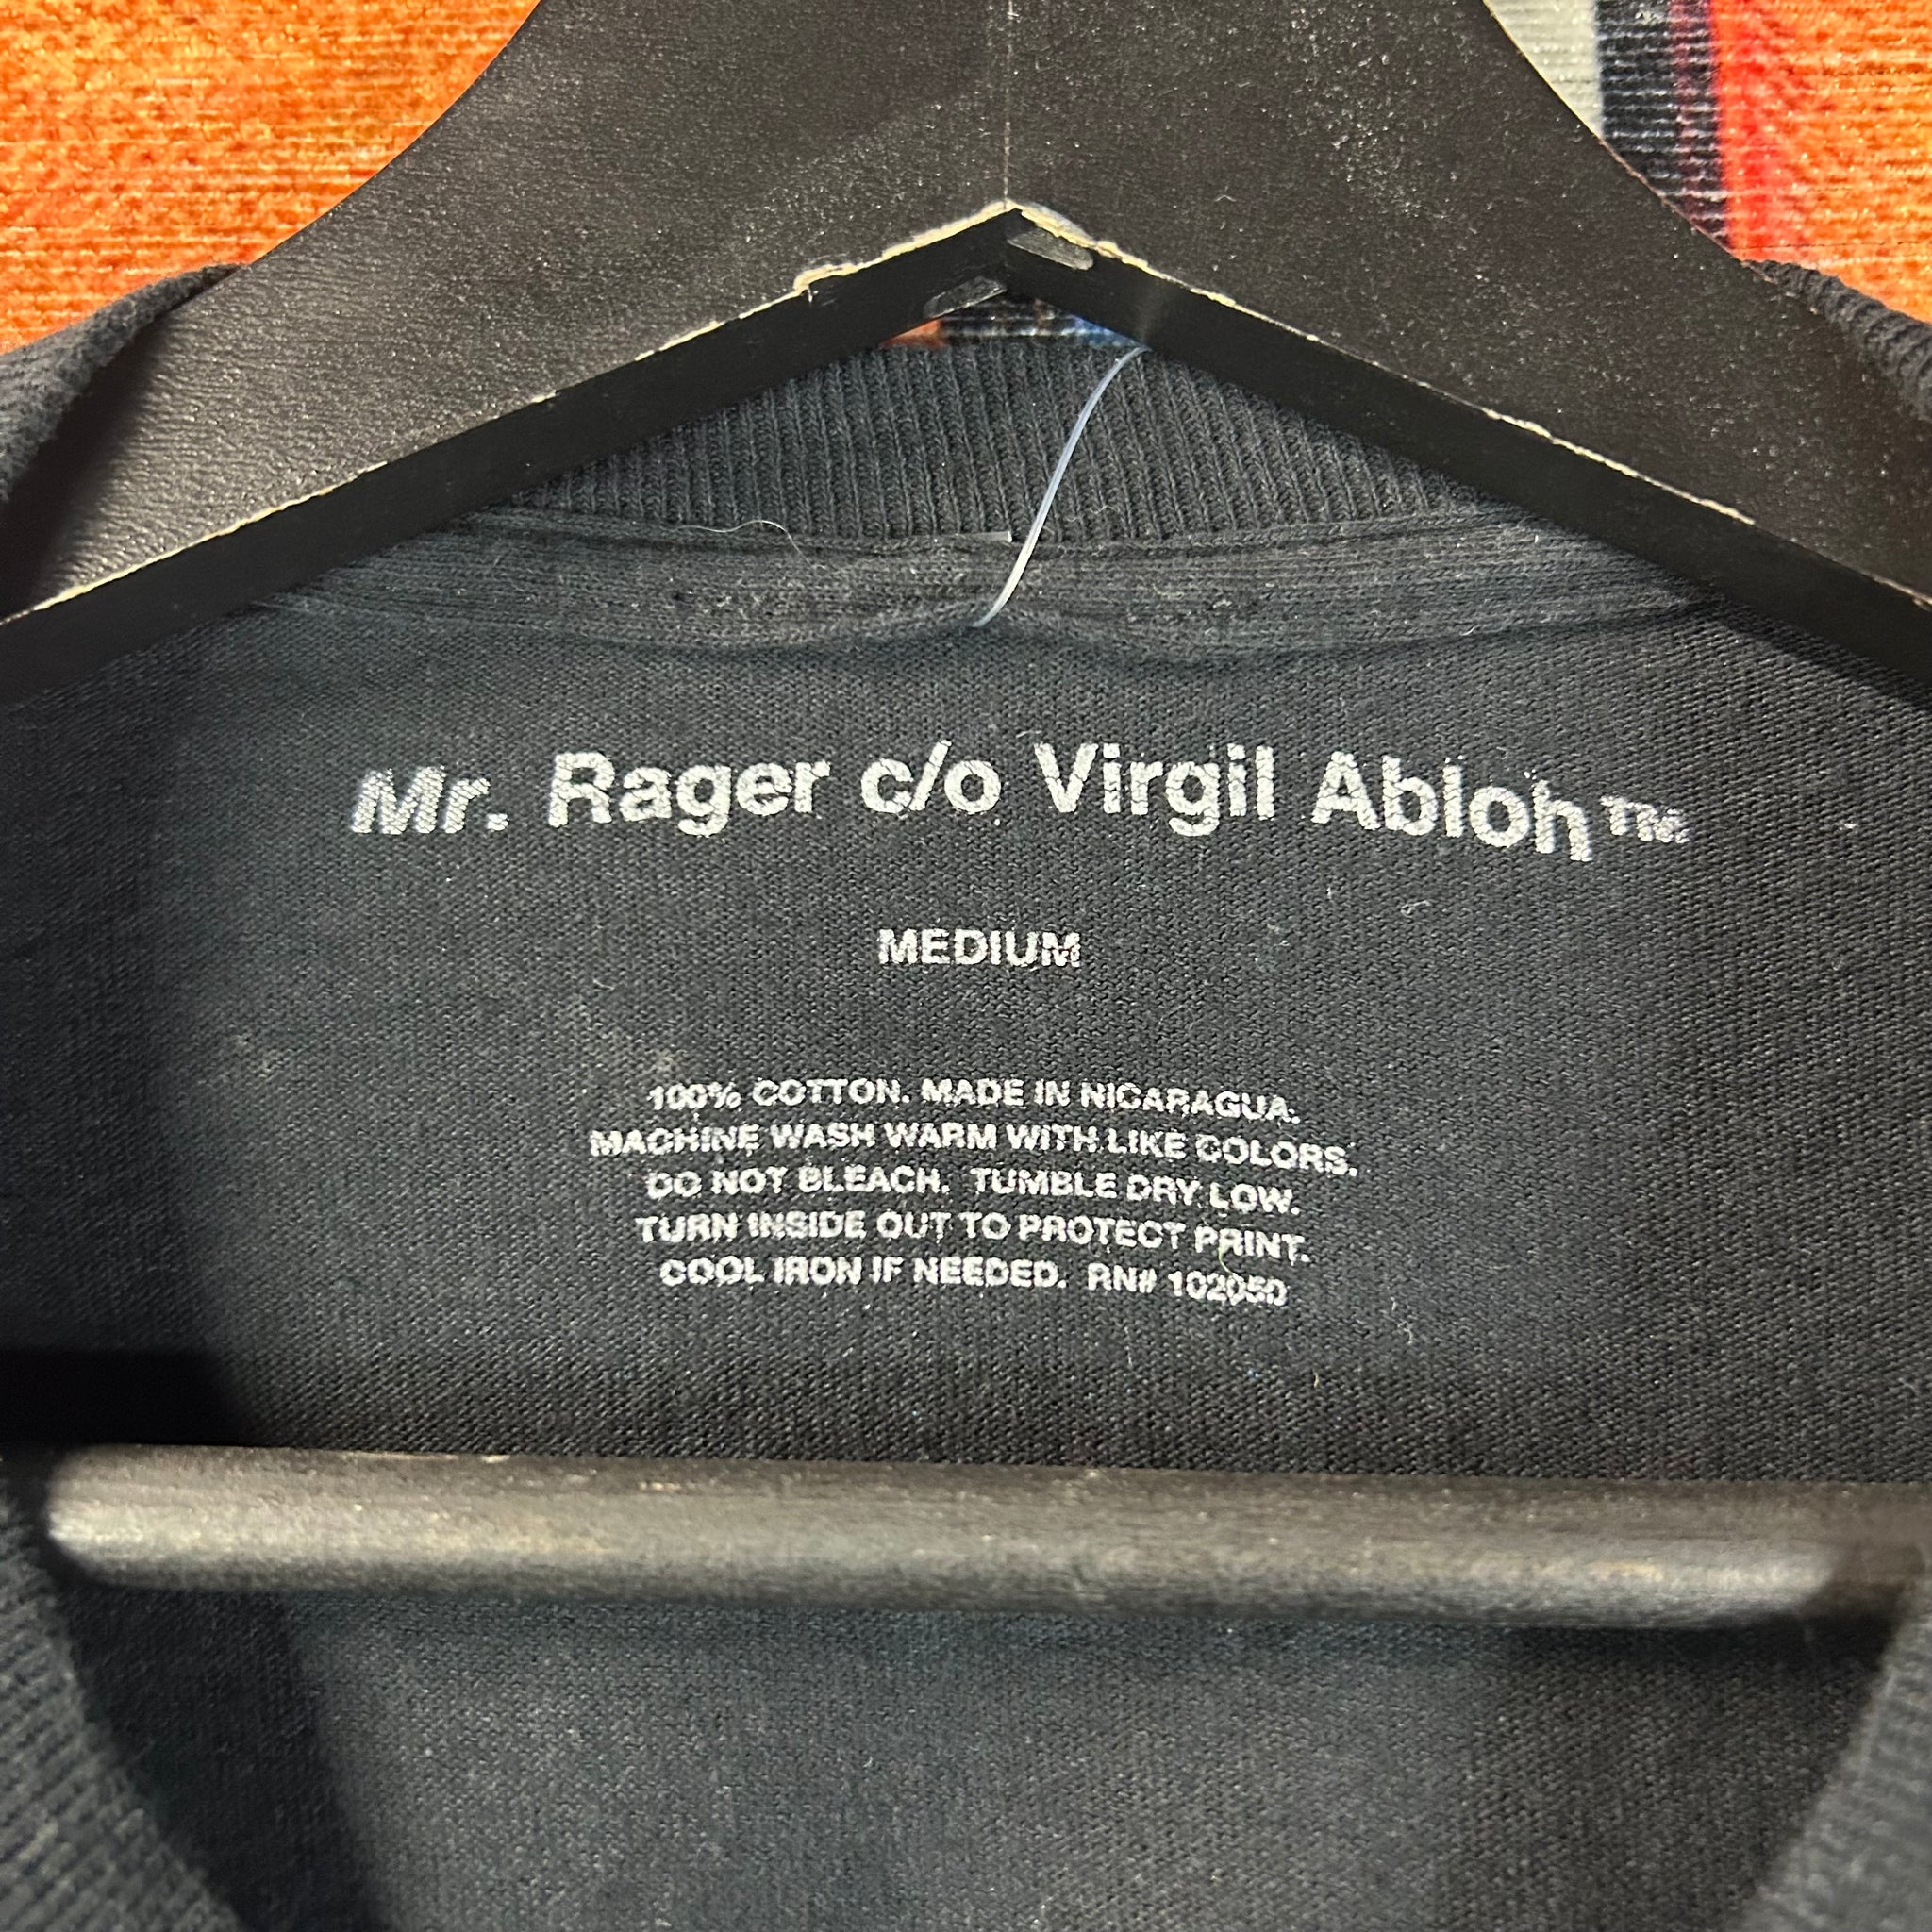 Mr. Rager c/o Virgil Abloh™
MEDIUM
100% COTTON. MADE IN NICARAGUA.
MACHINE WASH WARM WITH LIKE COLORS.
DO NOT BLEACH. TUMBLE DRY LOW.
TURN INSIDE OUT TO PROTECT PRINT.
COOL IRON IF NEEDED. RN# 102050